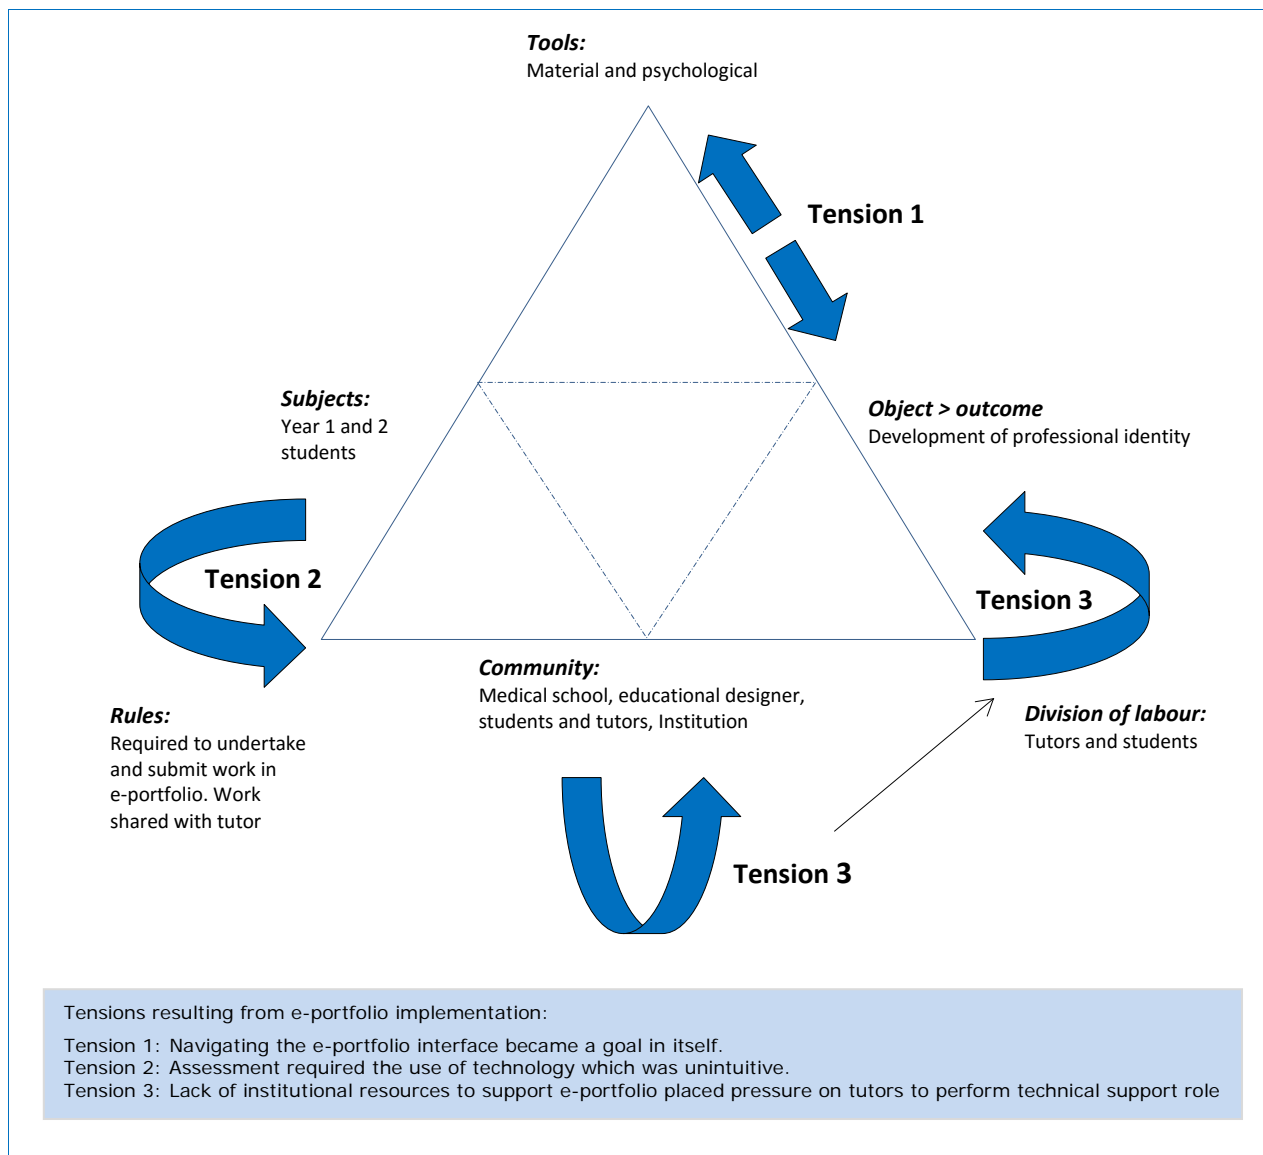 Tools:
Material and psychological
Tension 1
Subjects:
Year 1 and 2
students
Object > outcome
Development of professional identity
Tension 2
Tension 3
Community:
Medical school, educational designer,
students and tutors, Institution
Rules:
Required to undertake
and submit work in
e-portfolio. Work
shared with tutor
Division of labour:
Tutors and students
Tension 3
Tensions resulting from e-portfolio implementation:
Tension 1: Navigating the e-portfolio interface became a goal in itself.
Tension 2: Assessment required the use of technology which was unintuitive.
Tension 3: Lack of institutional resources to support e-portfolio placed pressure on tutors to perform technical support role